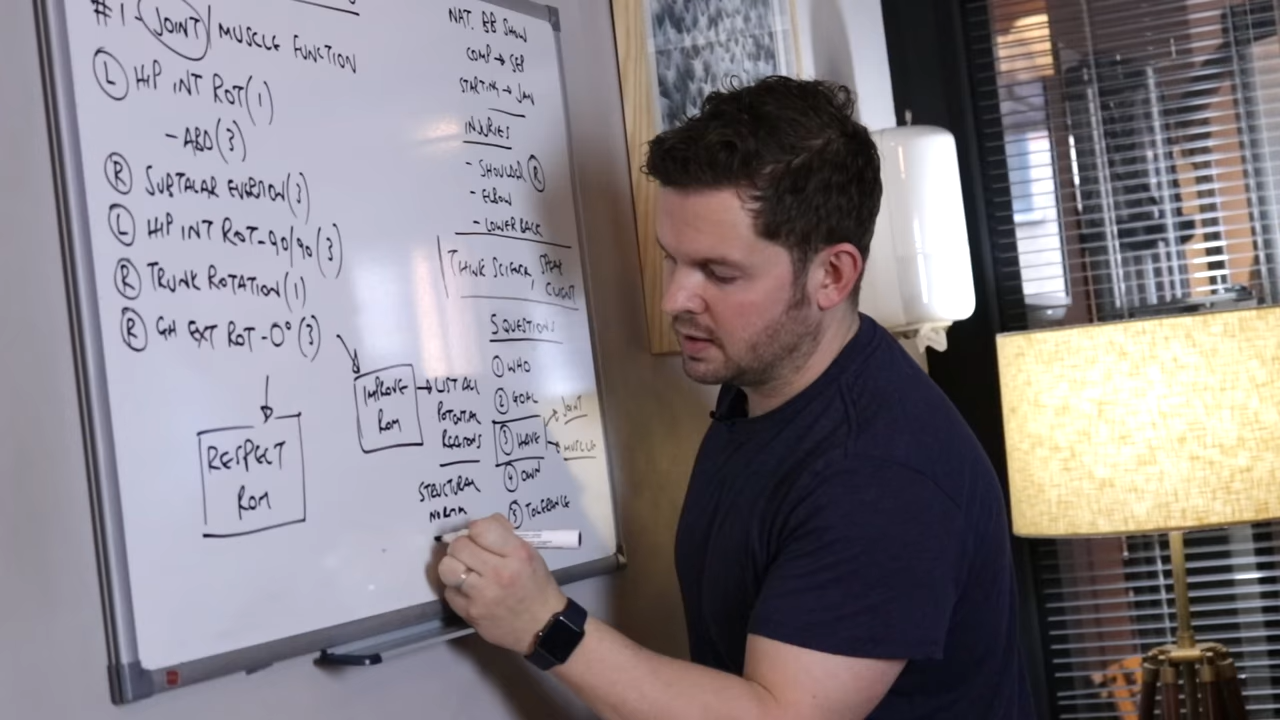 #1 - JOINT / MUSCLE FUNCTION
L HIP INT ROT (1)
- ABD (3)
R SUBTALAR EVERSION (3)
L HIP INT ROT - 90/90 (3)
R TRUNK ROTATION (1)
R GH EXT ROT - 0° (3)
RESPECT
ROM
IMPROVE
ROM
LIST ALL
POTENTIAL
REASONS
STRUCTURAL
NORM
NAT. BB SHOW
COMP → SEP
STARTING → JAN
INJURIES
- SHOULDER R
- ELBOW
- LOWER BACK
THINK SCIENCE, SPEAK
CLIENT
5 QUESTIONS
1 WHO
2 GOAL
3 HAVE
JOINT
MUSCLE
4 OWN
5 TOLERANCE